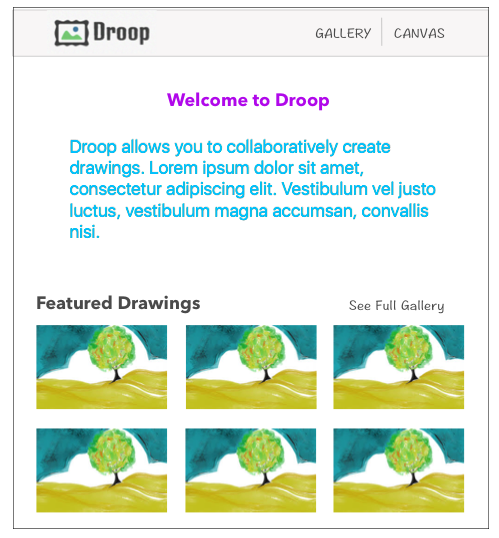 Droop
GALLERY
CANVAS
Welcome to Droop
Droop allows you to collaboratively create
drawings. Lorem ipsum dolor sit amet,
consectetur adipiscing elit. Vestibulum vel justo
luctus, vestibulum magna accumsan, convallis
nisi.
Featured Drawings
See Full Gallery